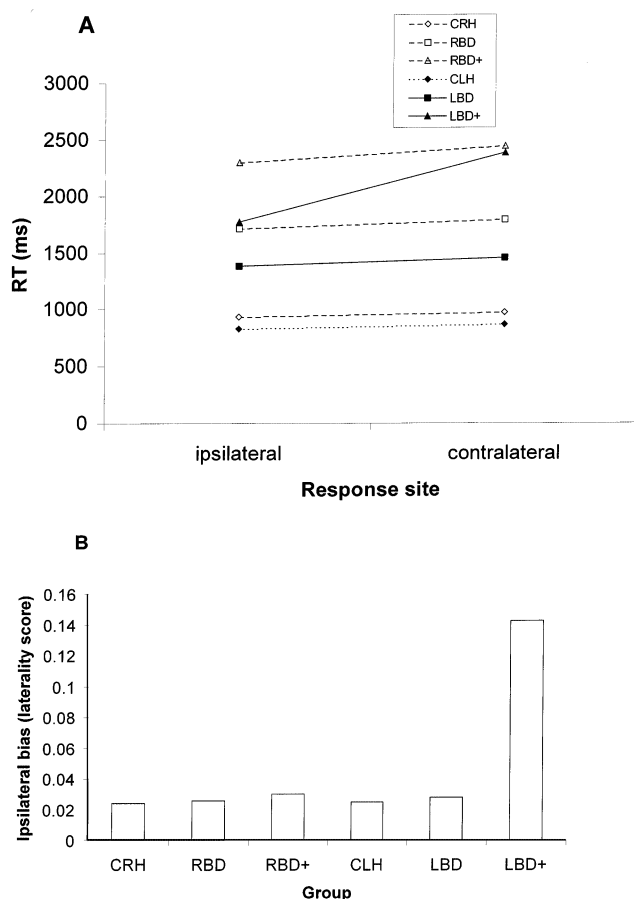 A
CRH
RBD
RBD+
CLH
LBD
LBD+
3000
2500
2000
1500
1000
500
0
RT (ms)
ipsilateral contralateral
Response site
B
0.16
0.14
0.12
0.1
0.08
0.06
0.04
0.02
0
Ipsilateral bias (laterality score)
CRH RBD RBD+ CLH LBD LBD+
Group